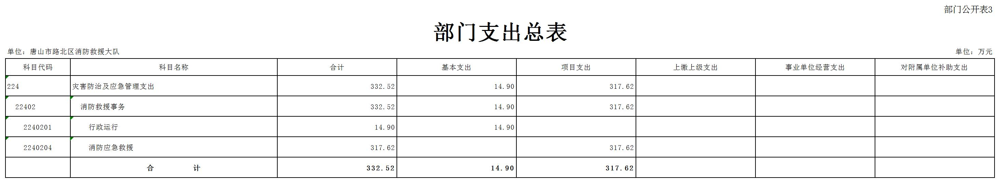 部门公开表3
部门支出总表
单位：唐山市路北区消防救援大队 单位：万元
科目代码 科目名称 合计 基本支出 项目支出 上缴上级支出 事业单位经营支出 对附属单位补助支出
224 灾害防治及应急管理支出 332.52 14.90 317.62
22402 消防救援事务 332.52 14.90 317.62
2240201 行政运行 14.90 14.90
2240204 消防应急救援 317.62 317.62
合 计 332.52 14.90 317.62